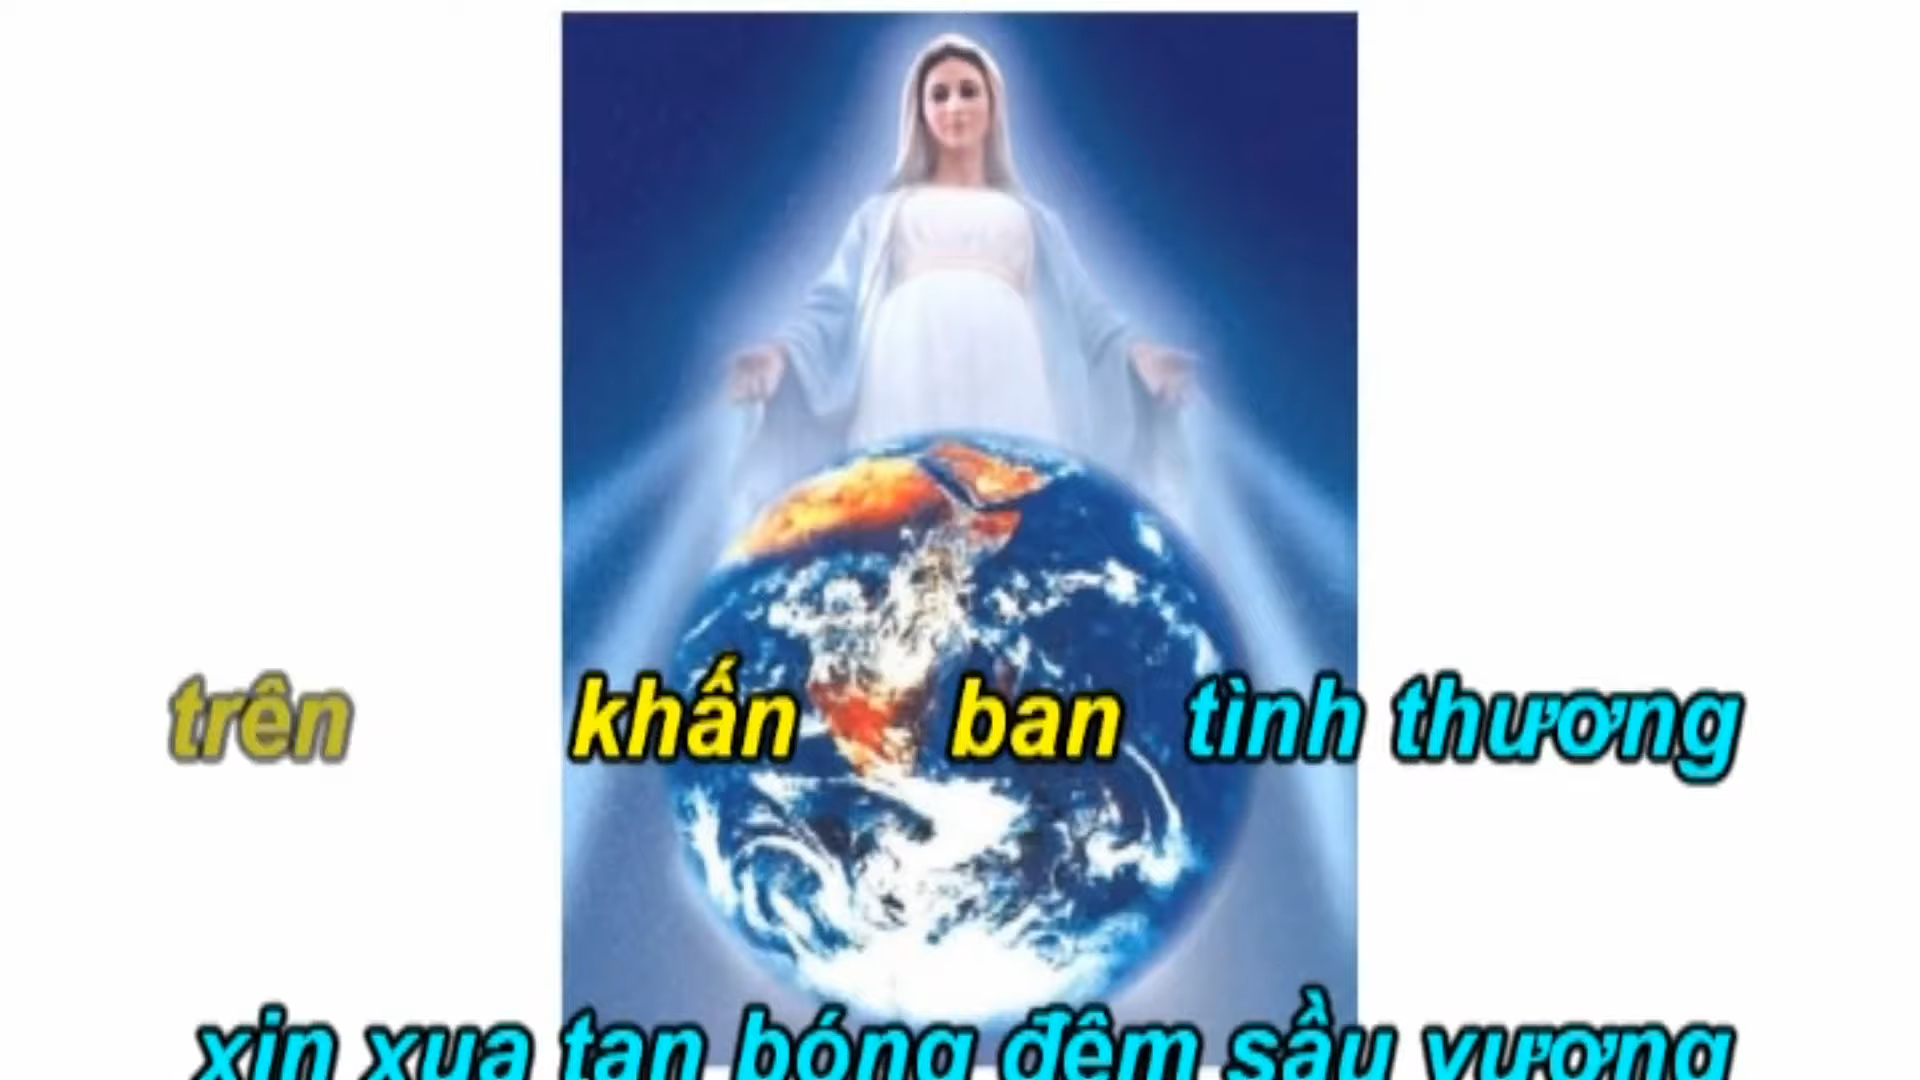 trên khấn ban tình thương
xin xua tan bóng đêm sầu vương